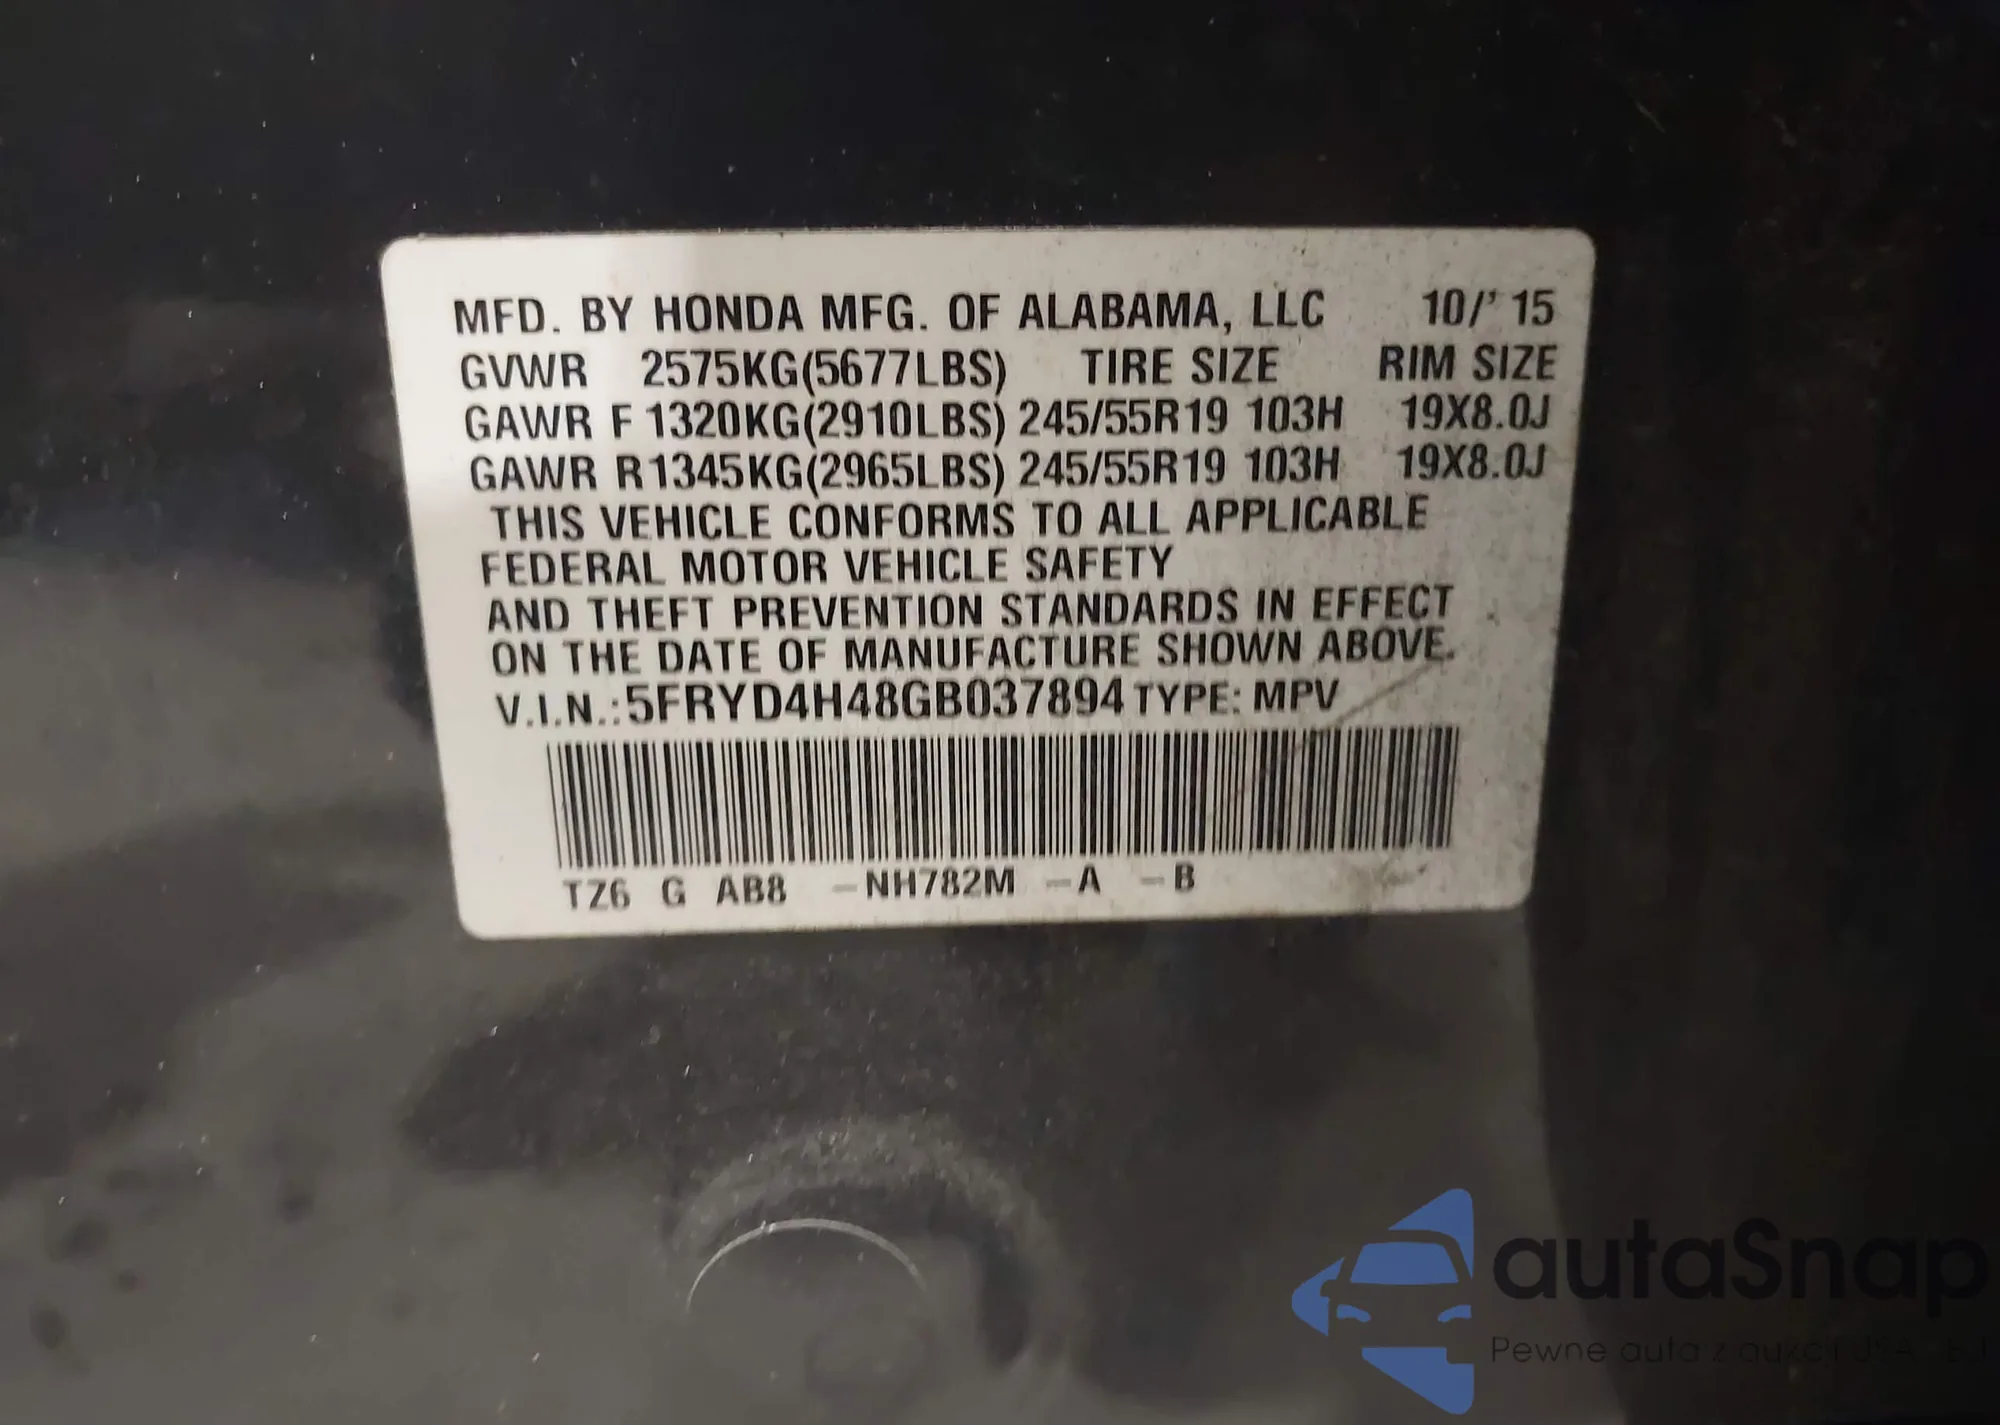 MFD. BY HONDA MFG. OF ALABAMA, LLC 10/' 15
GVWR 2575KG(5677LBS) TIRE SIZE RIM SIZE
GAWR F 1320KG(2910LBS) 245/55R19 103H 19X8.0J
GAWR R1345KG(2965LBS) 245/55R19 103H 19X8.0J
THIS VEHICLE CONFORMS TO ALL APPLICABLE
FEDERAL MOTOR VEHICLE SAFETY
AND THEFT PREVENTION STANDARDS IN EFFECT
ON THE DATE OF MANUFACTURE SHOWN ABOVE.
V.I.N.:5FRYD4H48GB037894 TYPE: MPV
TZ6 G AB8 -NH782M -A -B
autaSnap
Pewne auta z aukcji